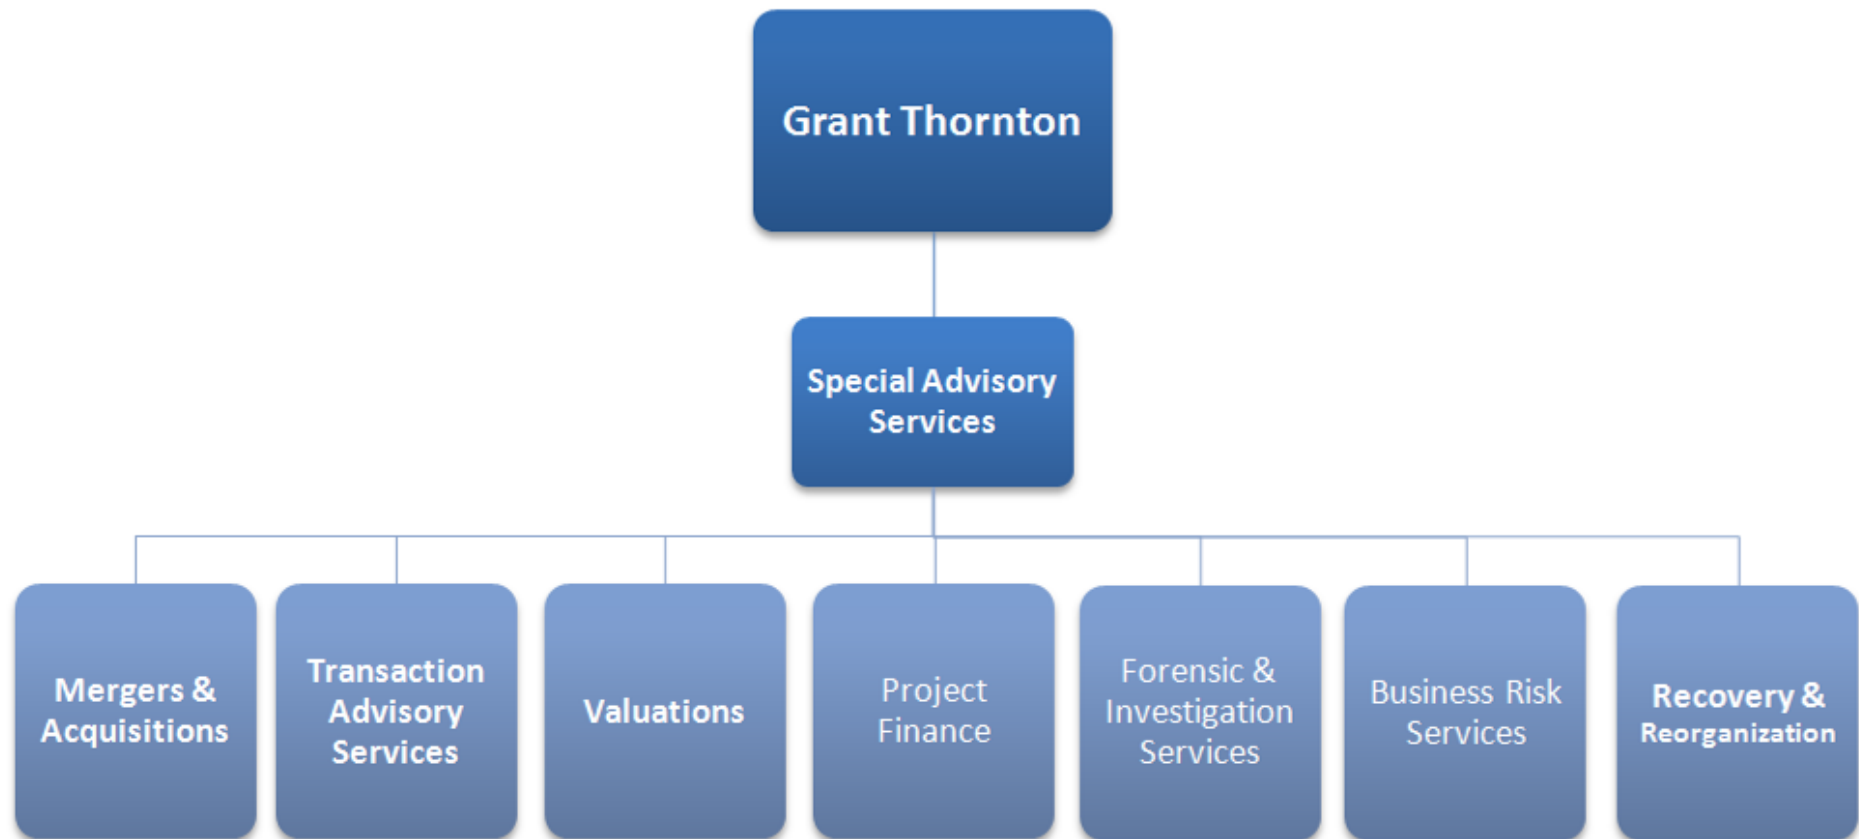 Grant Thornton
Special Advisory
Services
Mergers &
Acquisitions
Transaction
Advisory
Services
Valuations
Project
Finance
Forensic &
Investigation
Services
Business Risk
Services
Recovery &
Reorganization